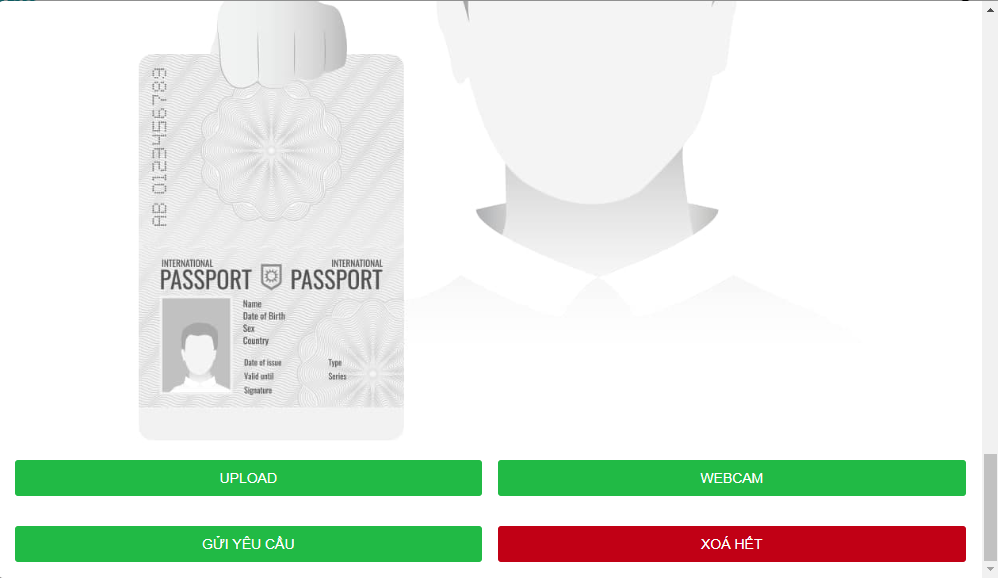 AB 0123456789
INTERNATIONAL INTERNATIONAL
PASSPORT PASSPORT
Name
Date of Birth
Sex
Country
Date of issue Type
Valid until Series
Signature
UPLOAD WEBCAM
GỬI YÊU CẦU XOÁ HẾT